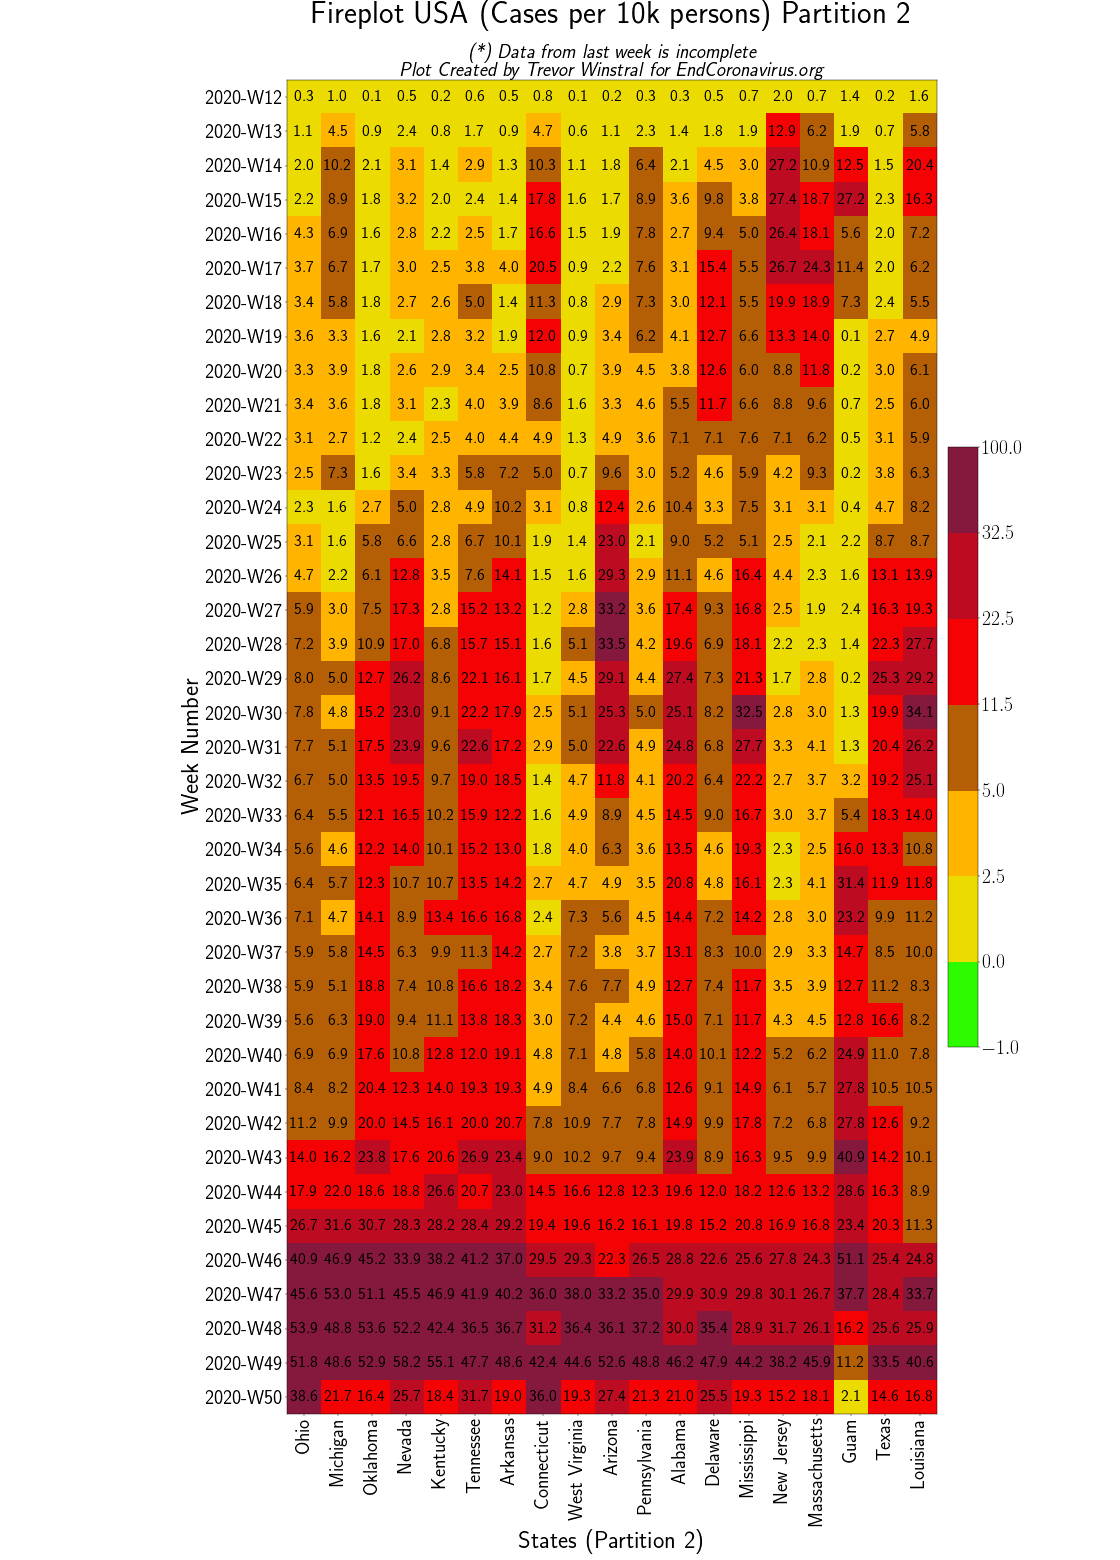 Fireplot USA (Cases per 10k persons) Partition 2
(*) Data from last week is incomplete
Plot Created by Trevor Winstral for EndCoronavirus.org
2020-W12 0.3 1.0 0.1 0.5 0.2 0.6 0.5 0.8 0.1 0.2 0.3 0.3 0.5 0.7 2.0 0.7 1.4 0.2 1.6
2020-W13 1.1 4.5 0.9 2.4 0.8 1.7 0.9 4.7 0.6 1.1 2.3 1.4 1.8 1.9 12.9 6.2 1.9 0.7 5.8
2020-W14 2.0 10.2 2.1 3.1 1.4 2.9 1.3 10.3 1.1 1.8 6.4 2.1 4.5 3.0 27.2 10.9 12.5 1.5 20.4
2020-W15 2.2 8.9 1.8 3.2 2.0 2.4 1.4 17.8 1.6 1.7 8.9 3.6 9.8 3.8 27.4 18.7 27.2 2.3 16.3
2020-W16 4.3 6.9 1.6 2.8 2.2 2.5 1.7 16.6 1.5 1.9 7.8 2.7 9.4 5.0 26.4 18.1 5.6 2.0 7.2
2020-W17 3.7 6.7 1.7 3.0 2.5 3.8 4.0 20.5 0.9 2.2 7.6 3.1 15.4 5.5 26.7 24.3 11.4 2.0 6.2
2020-W18 3.4 5.8 1.8 2.7 2.6 5.0 1.4 11.3 0.8 2.9 7.3 3.0 12.1 5.5 19.9 18.9 7.3 2.4 5.5
2020-W19 3.6 3.3 1.6 2.1 2.8 3.2 1.9 12.0 0.9 3.4 6.2 4.1 12.7 6.6 13.3 14.0 0.1 2.7 4.9
2020-W20 3.3 3.9 1.8 2.6 2.9 3.4 2.5 10.8 0.7 3.9 4.5 3.8 12.6 6.0 8.8 11.8 0.2 3.0 6.1
2020-W21 3.4 3.6 1.8 3.1 2.3 4.0 3.9 8.6 1.6 3.3 4.6 5.5 11.7 6.6 8.8 9.6 0.7 2.5 6.0
2020-W22 3.1 2.7 1.2 2.4 2.5 4.0 4.4 4.9 1.3 4.9 3.6 7.1 7.1 7.6 7.1 6.2 0.5 3.1 5.9
2020-W23 2.5 7.3 1.6 3.4 3.3 5.8 7.2 5.0 0.7 9.6 3.0 5.2 4.6 5.9 4.2 9.3 0.2 3.8 6.3
2020-W24 2.3 1.6 2.7 5.0 2.8 4.9 10.2 3.1 0.8 12.4 2.6 10.4 3.3 7.5 3.1 3.1 0.4 4.7 8.2
2020-W25 3.1 1.6 5.8 6.6 2.8 6.7 10.1 1.9 1.4 23.0 2.1 9.0 5.2 5.1 2.5 2.1 2.2 8.7 8.7
2020-W26 4.7 2.2 6.1 12.8 3.5 7.6 14.1 1.5 1.6 29.3 2.9 11.1 4.6 16.4 4.4 2.3 1.6 13.1 13.9
2020-W27 5.9 3.0 7.5 17.3 2.8 15.2 13.2 1.2 2.8 33.2 3.6 17.4 9.3 16.8 2.5 1.9 2.4 16.3 19.3
2020-W28 7.2 3.9 10.9 17.0 6.8 15.7 15.1 1.6 5.1 33.5 4.2 19.6 6.9 18.1 2.2 2.3 1.4 22.3 27.7
2020-W29 8.0 5.0 12.7 26.2 8.6 22.1 16.1 1.7 4.5 29.1 4.4 27.4 7.3 21.3 1.7 2.8 0.2 25.3 29.2
2020-W30 7.8 4.8 15.2 23.0 9.1 22.2 17.9 2.5 5.1 25.3 5.0 25.1 8.2 32.5 2.8 3.0 1.3 19.9 34.1
2020-W31 7.7 5.1 17.5 23.9 9.6 22.6 17.2 2.9 5.0 22.6 4.9 24.8 6.8 27.7 3.3 4.1 1.3 20.4 26.2
2020-W32 6.7 5.0 13.5 19.5 9.7 19.0 18.5 1.4 4.7 11.8 4.1 20.2 6.4 22.2 2.7 3.7 3.2 19.2 25.1
2020-W33 6.4 5.5 12.1 16.5 10.2 15.9 12.2 1.6 4.9 8.9 4.5 14.5 9.0 16.7 3.0 3.7 5.4 18.3 14.0
2020-W34 5.6 4.6 12.2 14.0 10.1 15.2 13.0 1.8 4.0 6.3 3.6 13.5 4.6 19.3 2.3 2.5 16.0 13.3 10.8
2020-W35 6.4 5.7 12.3 10.7 10.7 13.5 14.2 2.7 4.7 4.9 3.5 20.8 4.8 16.1 2.3 4.1 31.4 11.9 11.8
2020-W36 7.1 4.7 14.1 8.9 13.4 16.6 16.8 2.4 7.3 5.6 4.5 14.4 7.2 14.2 2.8 3.0 23.2 9.9 11.2
2020-W37 5.9 5.8 14.5 6.3 9.9 11.3 14.2 2.7 7.2 3.8 3.7 13.1 8.3 10.0 2.9 3.3 14.7 8.5 10.0
2020-W38 5.9 5.1 18.8 7.4 10.8 16.6 18.2 3.4 7.6 7.7 4.9 12.7 7.4 11.7 3.5 3.9 12.7 11.2 8.3
2020-W39 5.6 6.3 19.0 9.4 11.1 13.8 18.3 3.0 7.2 4.4 4.6 15.0 7.1 11.7 4.3 4.5 12.8 16.6 8.2
2020-W40 6.9 6.9 17.6 10.8 12.8 12.0 19.1 4.8 7.1 4.8 5.8 14.0 10.1 12.2 5.2 6.2 24.9 11.0 7.8
2020-W41 8.4 8.2 20.4 12.3 14.0 19.3 19.3 4.9 8.4 6.6 6.8 12.6 9.1 14.9 6.1 5.7 27.8 10.5 10.5
2020-W42 11.2 9.9 20.0 14.5 16.1 20.0 20.7 7.8 10.9 7.7 7.8 14.9 9.9 17.8 7.2 6.8 27.8 12.6 9.2
2020-W43 14.0 16.2 23.8 17.6 20.6 26.9 23.4 9.0 10.2 9.7 9.4 23.9 8.9 16.3 9.5 9.9 40.9 14.2 10.1
2020-W44 17.9 22.0 18.6 18.8 26.6 20.7 23.0 14.5 16.6 12.8 12.3 19.6 12.0 18.2 12.6 13.2 28.6 16.3 8.9
2020-W45 26.7 31.6 30.7 28.3 28.2 28.4 29.2 19.4 19.6 16.2 16.1 19.8 15.2 20.8 16.9 16.8 23.4 20.3 11.3
2020-W46 40.9 46.9 45.2 33.9 38.2 41.2 37.0 29.5 29.3 22.3 26.5 28.8 22.6 25.6 27.8 24.3 51.1 25.4 24.8
2020-W47 45.6 53.0 51.1 45.5 46.9 41.9 40.2 36.0 38.0 33.2 35.0 29.9 30.9 29.8 30.1 26.7 37.7 28.4 33.7
2020-W48 53.9 48.8 53.6 52.2 42.4 36.5 36.7 31.2 36.4 36.1 37.2 30.0 35.4 28.9 31.7 26.1 16.2 25.6 25.9
2020-W49 51.8 48.6 52.9 58.2 55.1 47.7 48.6 42.4 44.6 52.6 48.8 46.2 47.9 44.2 38.2 45.9 11.2 33.5 40.6
2020-W50 38.6 21.7 16.4 25.7 18.4 31.7 19.0 36.0 19.3 27.4 21.3 21.0 25.5 19.3 15.2 18.1 2.1 14.6 16.8
Week Number
Ohio
Michigan
Oklahoma
Nevada
Kentucky
Tennessee
Arkansas
Connecticut
West Virginia
Arizona
Pennsylvania
Alabama
Delaware
Mississippi
New Jersey
Massachusetts
Guam
Texas
Louisiana
States (Partition 2)
100.0
32.5
22.5
11.5
5.0
2.5
0.0
−1.0